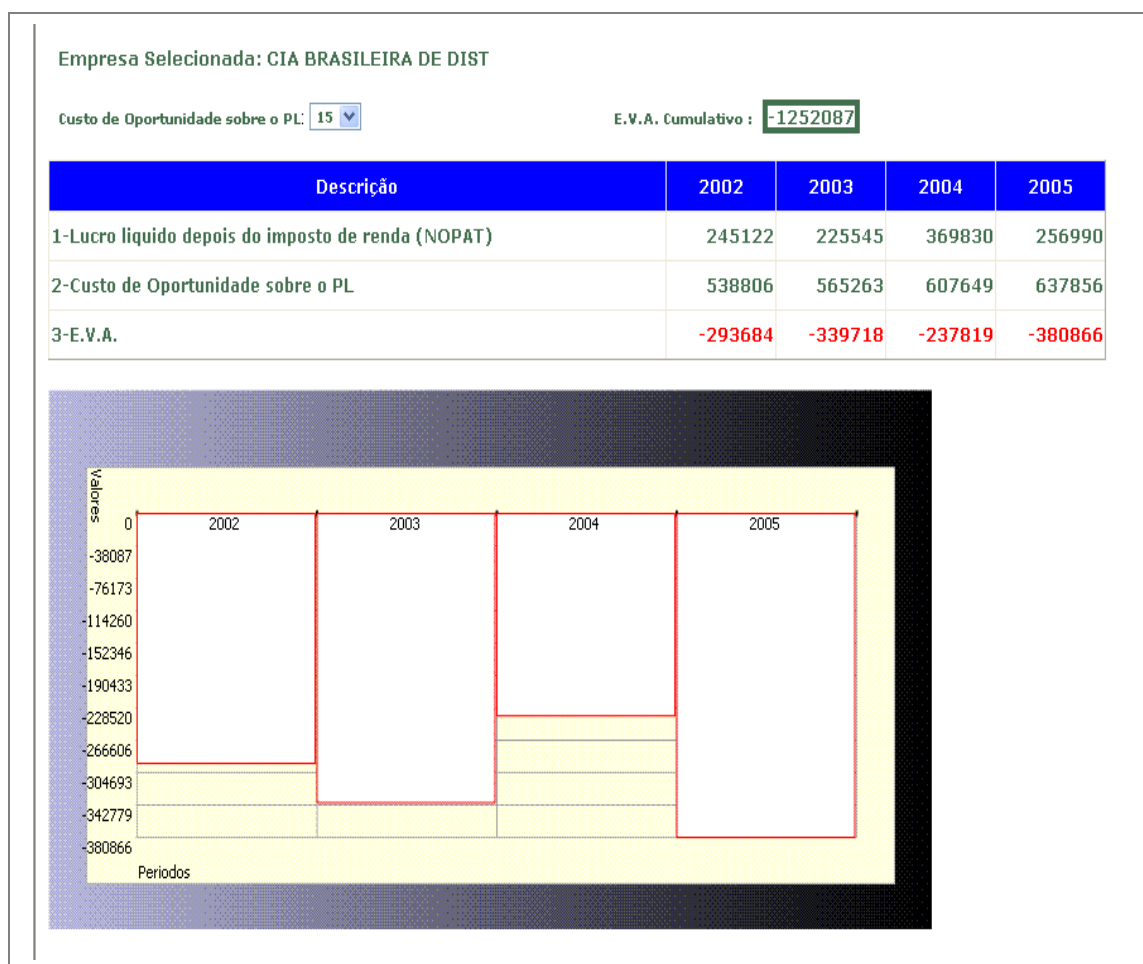 Empresa Selecionada: CIA BRASILEIRA DE DIST
Custo de Oportunidade sobre o PL: 15 E.V.A. Cumulativo : -1252087
Descrição 2002 2003 2004 2005
1-Lucro liquido depois do imposto de renda (NOPAT) 245122 225545 369830 256990
2-Custo de Oportunidade sobre o PL 538806 565263 607649 637856
3-E.V.A. -293684 -339718 -237819 -380866
Valores
0 2002 2003 2004 2005
-38087
-76173
-114260
-152346
-190433
-228520
-266606
-304693
-342779
-380866
Periodos